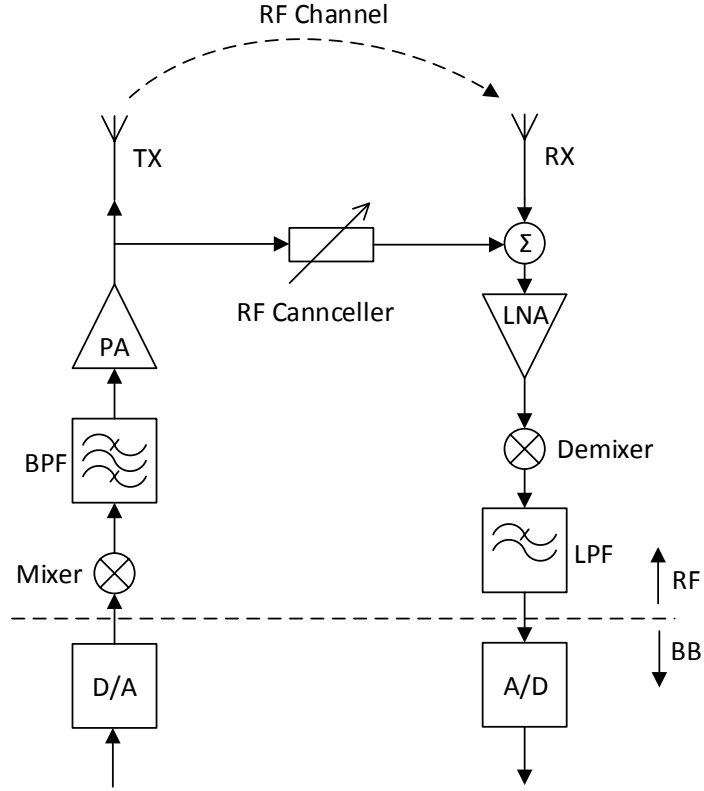 RF Channel
TX
RX
Σ
RF Cannceller
LNA
PA
BPF
Demixer
LPF
Mixer
RF
BB
D/A
A/D